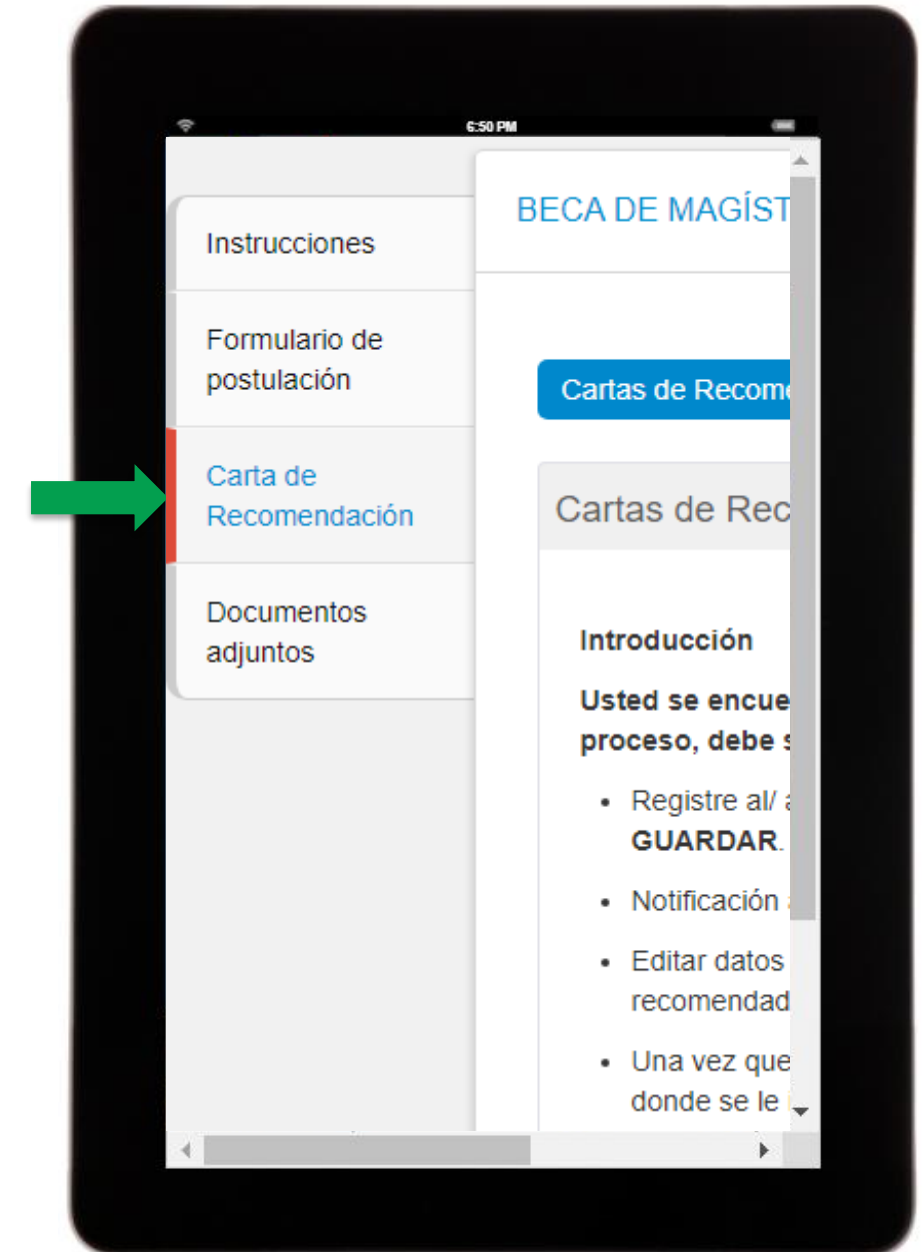 6:50 PM
Instrucciones
Formulario de
postulación
Carta de
Recomendación
Documentos
adjuntos
BECA DE MAGÍST
Cartas de Recom
Cartas de Rec
Introducción
Usted se encue
proceso, debe s
• Registre al/ a
GUARDAR.
• Notificación
• Editar datos
recomendad
• Una vez que
donde se le